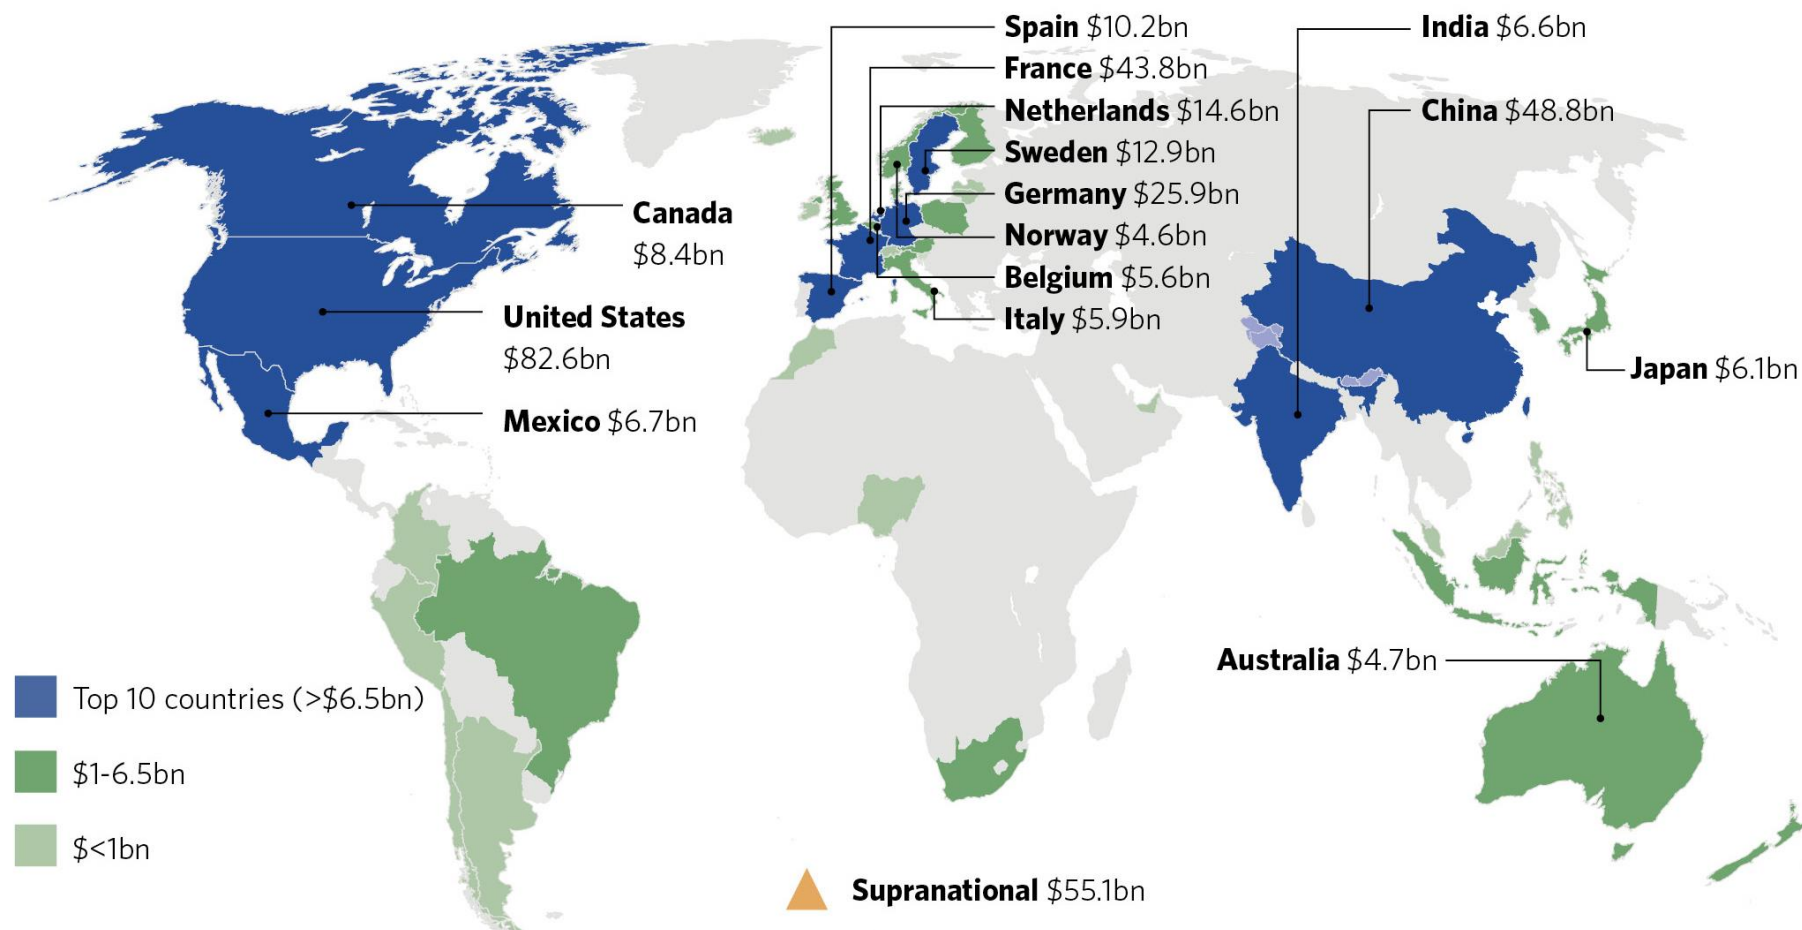 Spain $10.2bn
France $43.8bn
Netherlands $14.6bn
Sweden $12.9bn
Germany $25.9bn
Norway $4.6bn
Belgium $5.6bn
Italy $5.9bn
India $6.6bn
China $48.8bn
Japan $6.1bn
Canada
$8.4bn
United States
$82.6bn
Mexico $6.7bn
Australia $4.7bn
Top 10 countries (>$6.5bn)
$1-6.5bn
$<1bn
Supranational $55.1bn